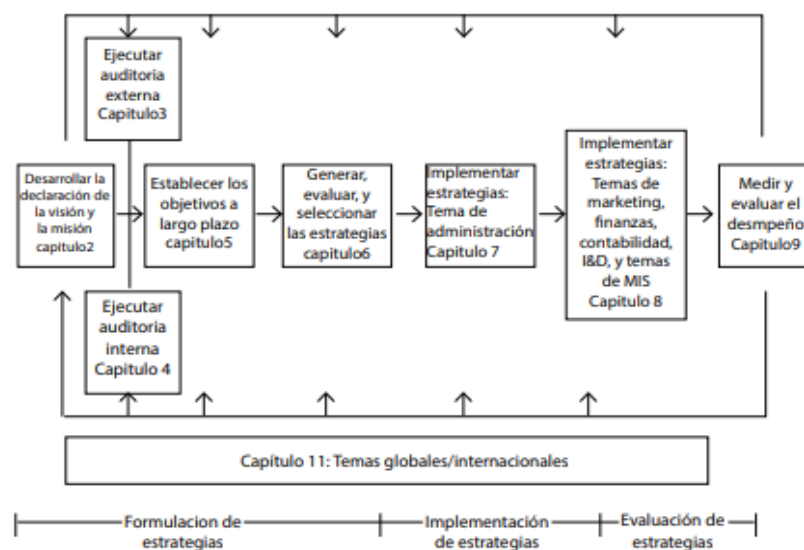 Ejecutar
auditoria
externa
Capitulo3
Desarrollar la
declaración de
la visión y
la misión
capitulo2
Establecer los
objetivos a
largo plazo
capitulo5
Generar,
evaluar, y
seleccionar
las estrategias
capitulo6
Implementar
estrategias:
Tema de
administración
Capitulo 7
Implementar
estrategias:
Temas de
marketing,
finanzas,
contabilidad,
I&D, y temas
de MIS
Capitulo 8
Medir y
evaluar el
desempeño
Capitulo9
Ejecutar
auditoria
interna
Capitulo 4
Capítulo 11: Temas globales/internacionales
Formulacion de
estrategias
Implementación
de estrategias
Evaluación de
estrategias